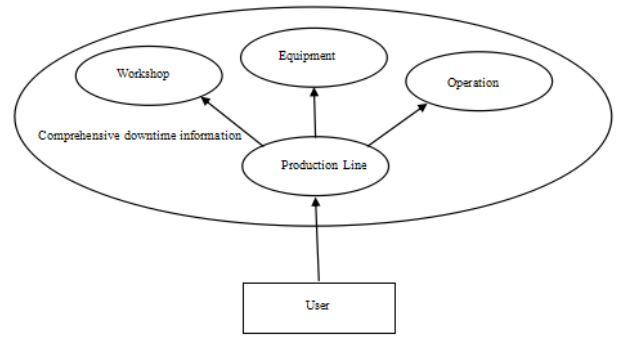 Equipment
Workshop
Operation
Comprehensive downtime information
Production Line
User